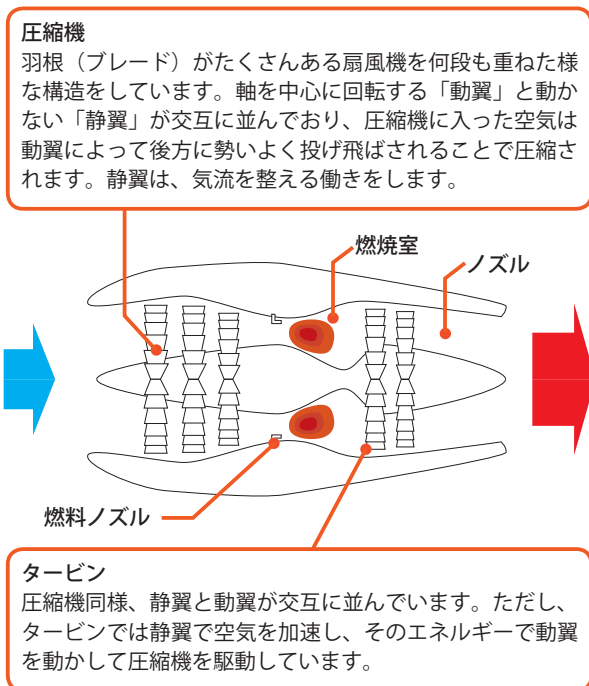 圧縮機
羽根（ブレード）がたくさんある扇風機を何段も重ねた様
な構造をしています。軸を中心に回転する「動翼」と動か
ない「静翼」が交互に並んでおり、圧縮機に入った空気は
動翼によって後方に勢いよく投げ飛ばされることで圧縮さ
れます。静翼は、気流を整える働きをします。
燃焼室
ノズル
燃料ノズル
タービン
圧縮機同様、静翼と動翼が交互に並んでいます。ただし、
タービンでは静翼で空気を加速し、そのエネルギーで動翼
を動かして圧縮機を駆動しています。